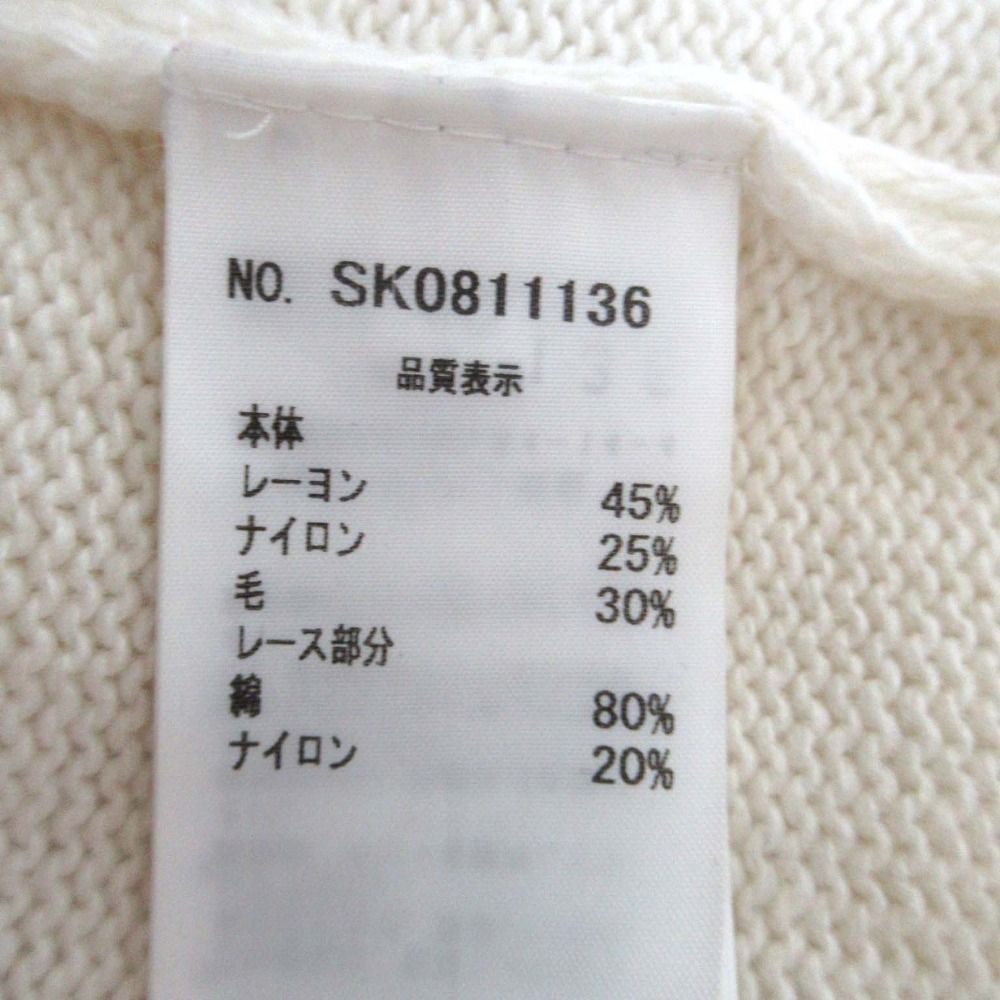 NO. SK0811136
品質表示
本体
レーヨン 45%
ナイロン 25%
毛 30%
レース部分
綿 80%
ナイロン 20%